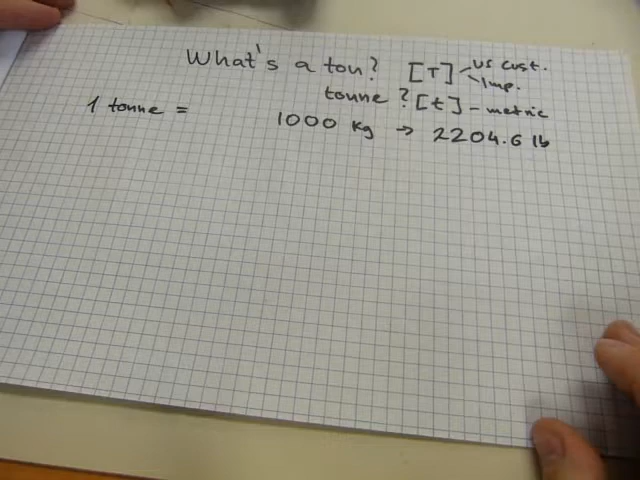 What's a ton? [T] US cust.
Imp.
tonne? [t] - metric
1 tonne = 1000 kg → 2204.6 lb